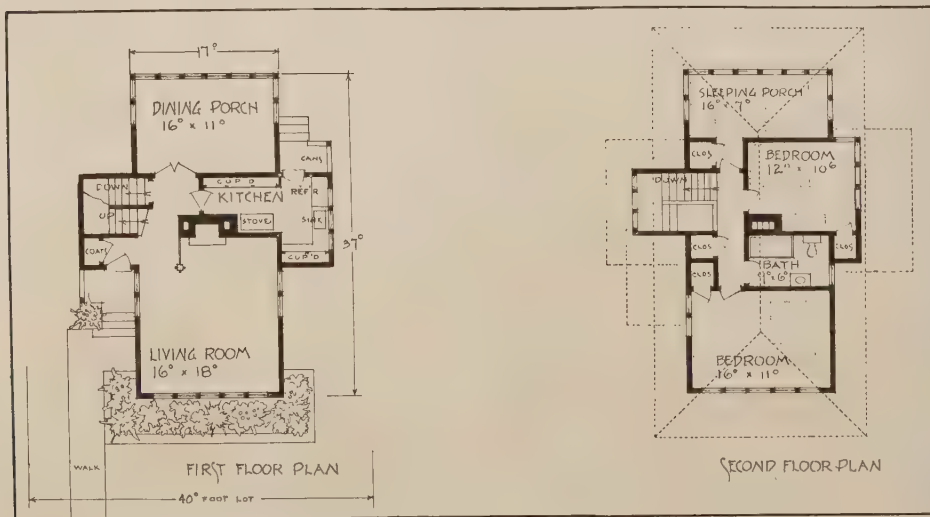 17°
DINING PORCH
16° x 11°
DOWN
UP
COATS
CUP'D
KITCHEN
CANS
REF'R
STOVE
SINK
CUP'D
37°
LIVING ROOM
16° x 18°
WALK
FIRST FLOOR PLAN
40° FOOT LOT
SLEEPING PORCH
16° x 7°
CLOS
BEDROOM
10⁶
DOWN
CLOS
CLOS
BATH
CLOS
BEDROOM
16° x 11°
SECOND FLOOR PLAN